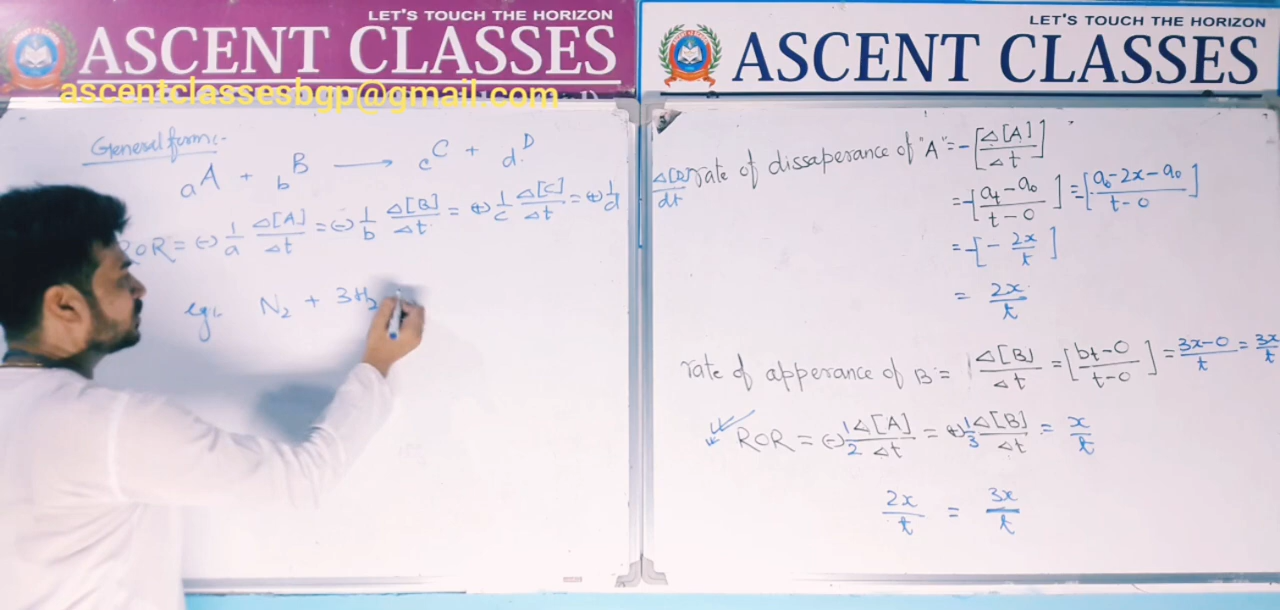 LET'S TOUCH THE HORIZON
ASCENT CLASSES
ascentclassesbgp@gmail.com
General form:-
aA + bB ⟶ cC + dD
ROR = (-) 1/a Δ[A]/Δt = (-) 1/b Δ[B]/Δt = (+) 1/c Δ[C]/Δt = (+) 1/d
Δ[D]/dt
eg:- N₂ + 3H₂
LET'S TOUCH THE HORIZON
ASCENT CLASSES
rate of dissaperance of "A" = -[Δ[A]/Δt]
= -[at - a₀/t - 0] = [a₀ - 2x - a₀/t - 0]
= -[- 2x/t]
= 2x/t
rate of apperance of B = Δ[B]/Δt = [bt - 0/t - 0] = 3x - 0/t = 3x/t
ROR = (-) 1/2 Δ[A]/Δt = (+) 1/3 Δ[B]/Δt = x/t
2x/t = 3x/t